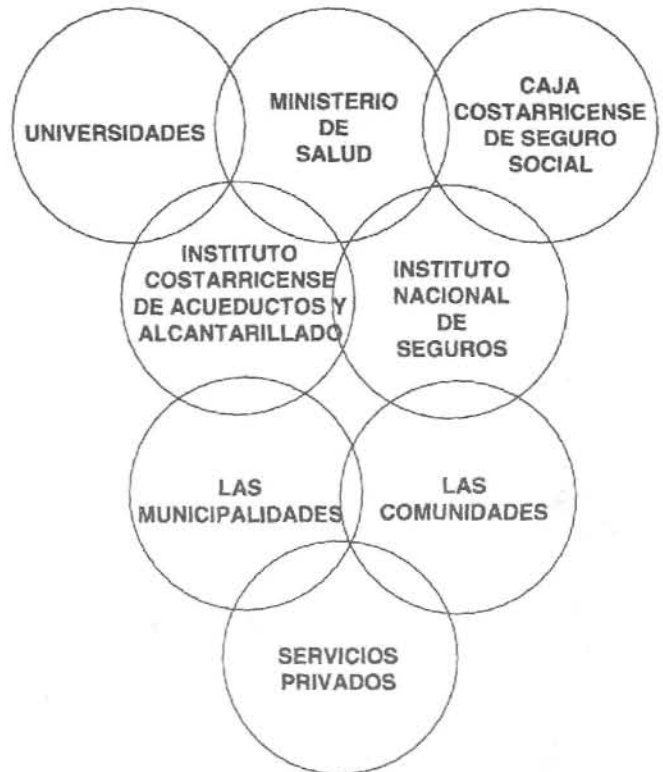 UNIVERSIDADES
MINISTERIO
DE
SALUD
CAJA
COSTARRICENSE
DE SEGURO
SOCIAL
INSTITUTO
COSTARRICENSE
DE ACUEDUCTOS Y
ALCANTARILLADO
INSTITUTO
NACIONAL
DE
SEGUROS
LAS
MUNICIPALIDADES
LAS
COMUNIDADES
SERVICIOS
PRIVADOS